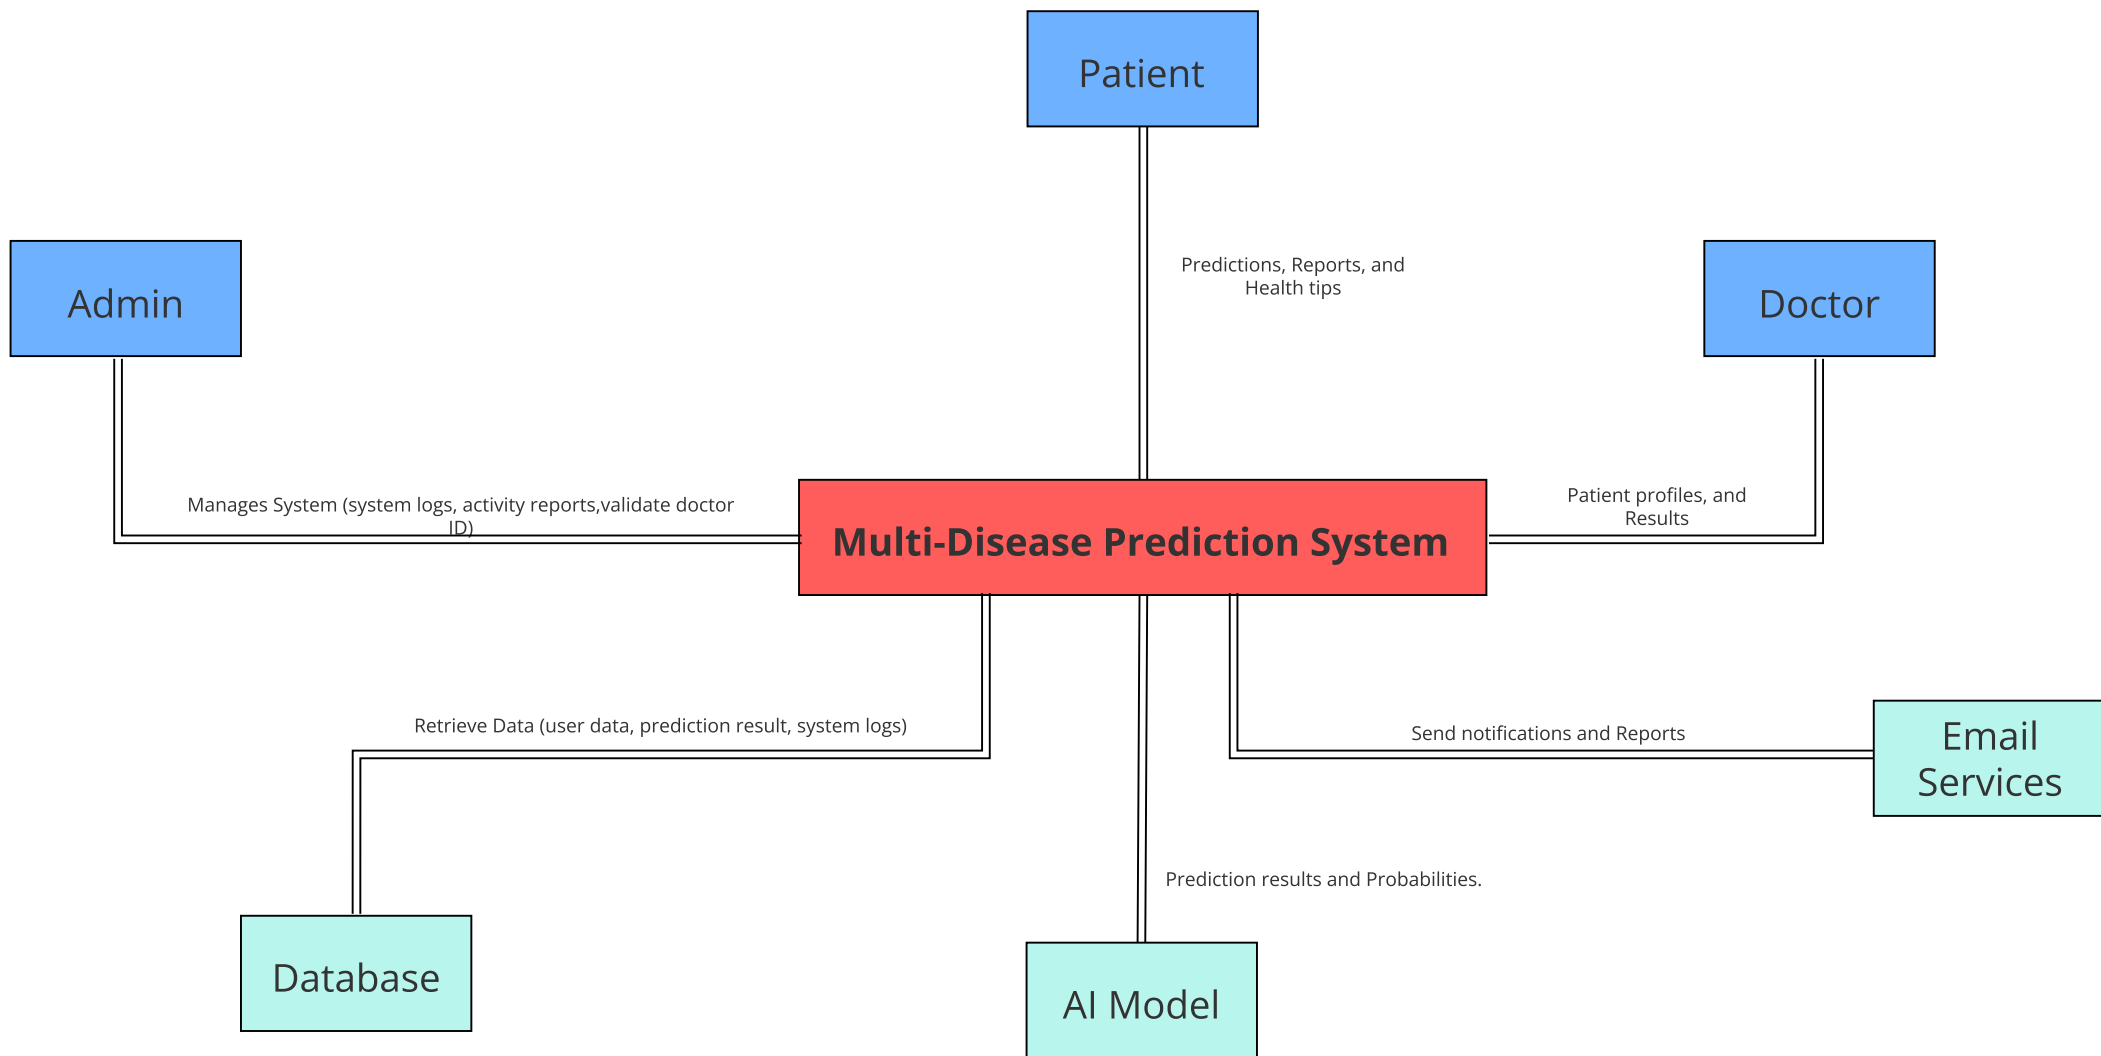 Patient
Predictions, Reports, and
Health tips
Admin
Doctor
Manages System (system logs, activity reports,validate doctor
ID)
Patient profiles, and
Results
Multi-Disease Prediction System
Retrieve Data (user data, prediction result, system logs)
Send notifications and Reports
Email
Services
Prediction results and Probabilities.
Database
AI Model